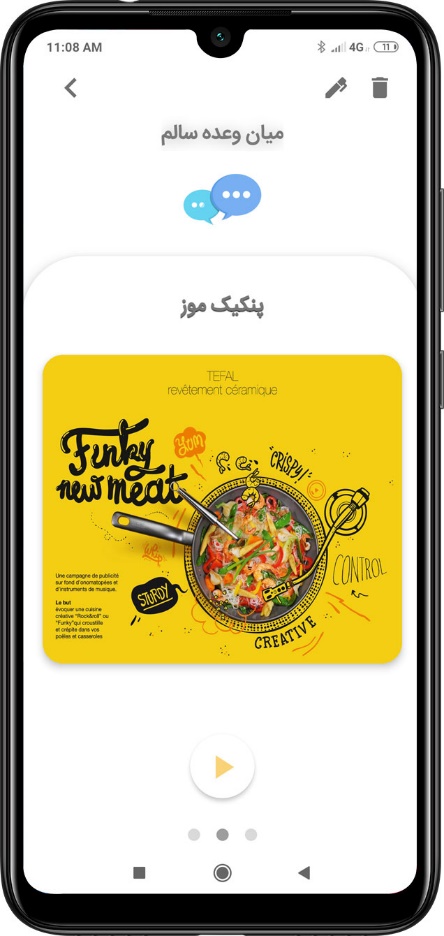 11:08 AM
4G
11
میان وعده سالم
پنکیک موز
TEFAL
revêtement céramique
Funky
new meat
yum
CRISPY!
CONTROL
STURDY
CREATIVE
Une campagne de publicité
sur fond d'onomatopées et
d'instruments de musique.
Le but
évoquer une cuisine
créative "Rock&roll" ou
"Funky"qui croustille
et crépite dans vos
poêles et casseroles